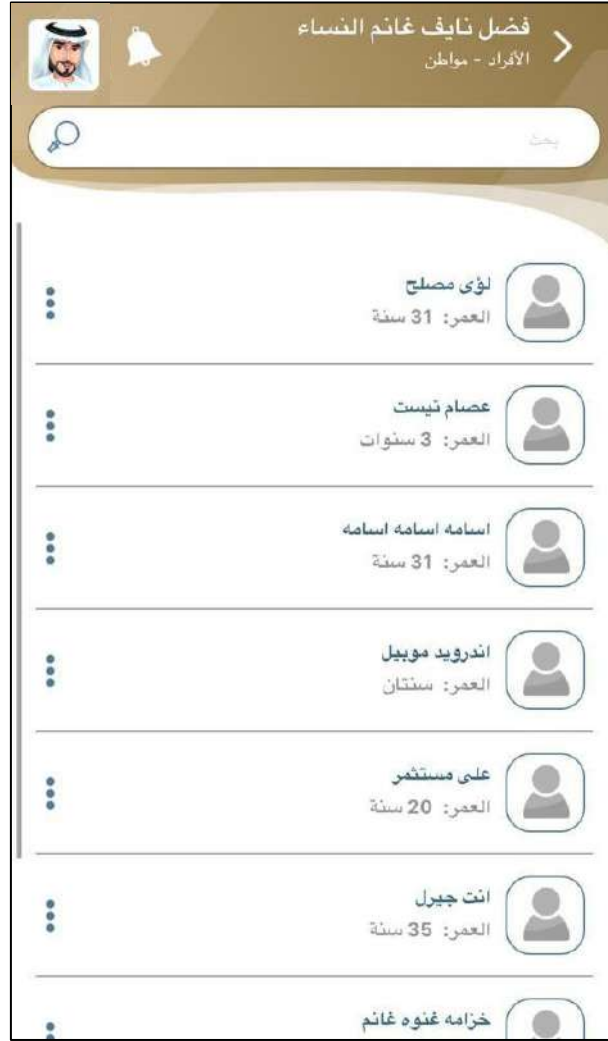 فضل نايف غانم النساء
الأفراد - مواطن
بحث
لؤى مصلح
العمر: 31 سنة
عصام تيست
العمر: 3 سنوات
اسامه اسامه اسامه
العمر: 31 سنة
اندرويد موبيل
العمر: سنتان
على مستثمر
العمر: 20 سنة
انت جيرل
العمر: 35 سنة
خزامه غنوه غانم